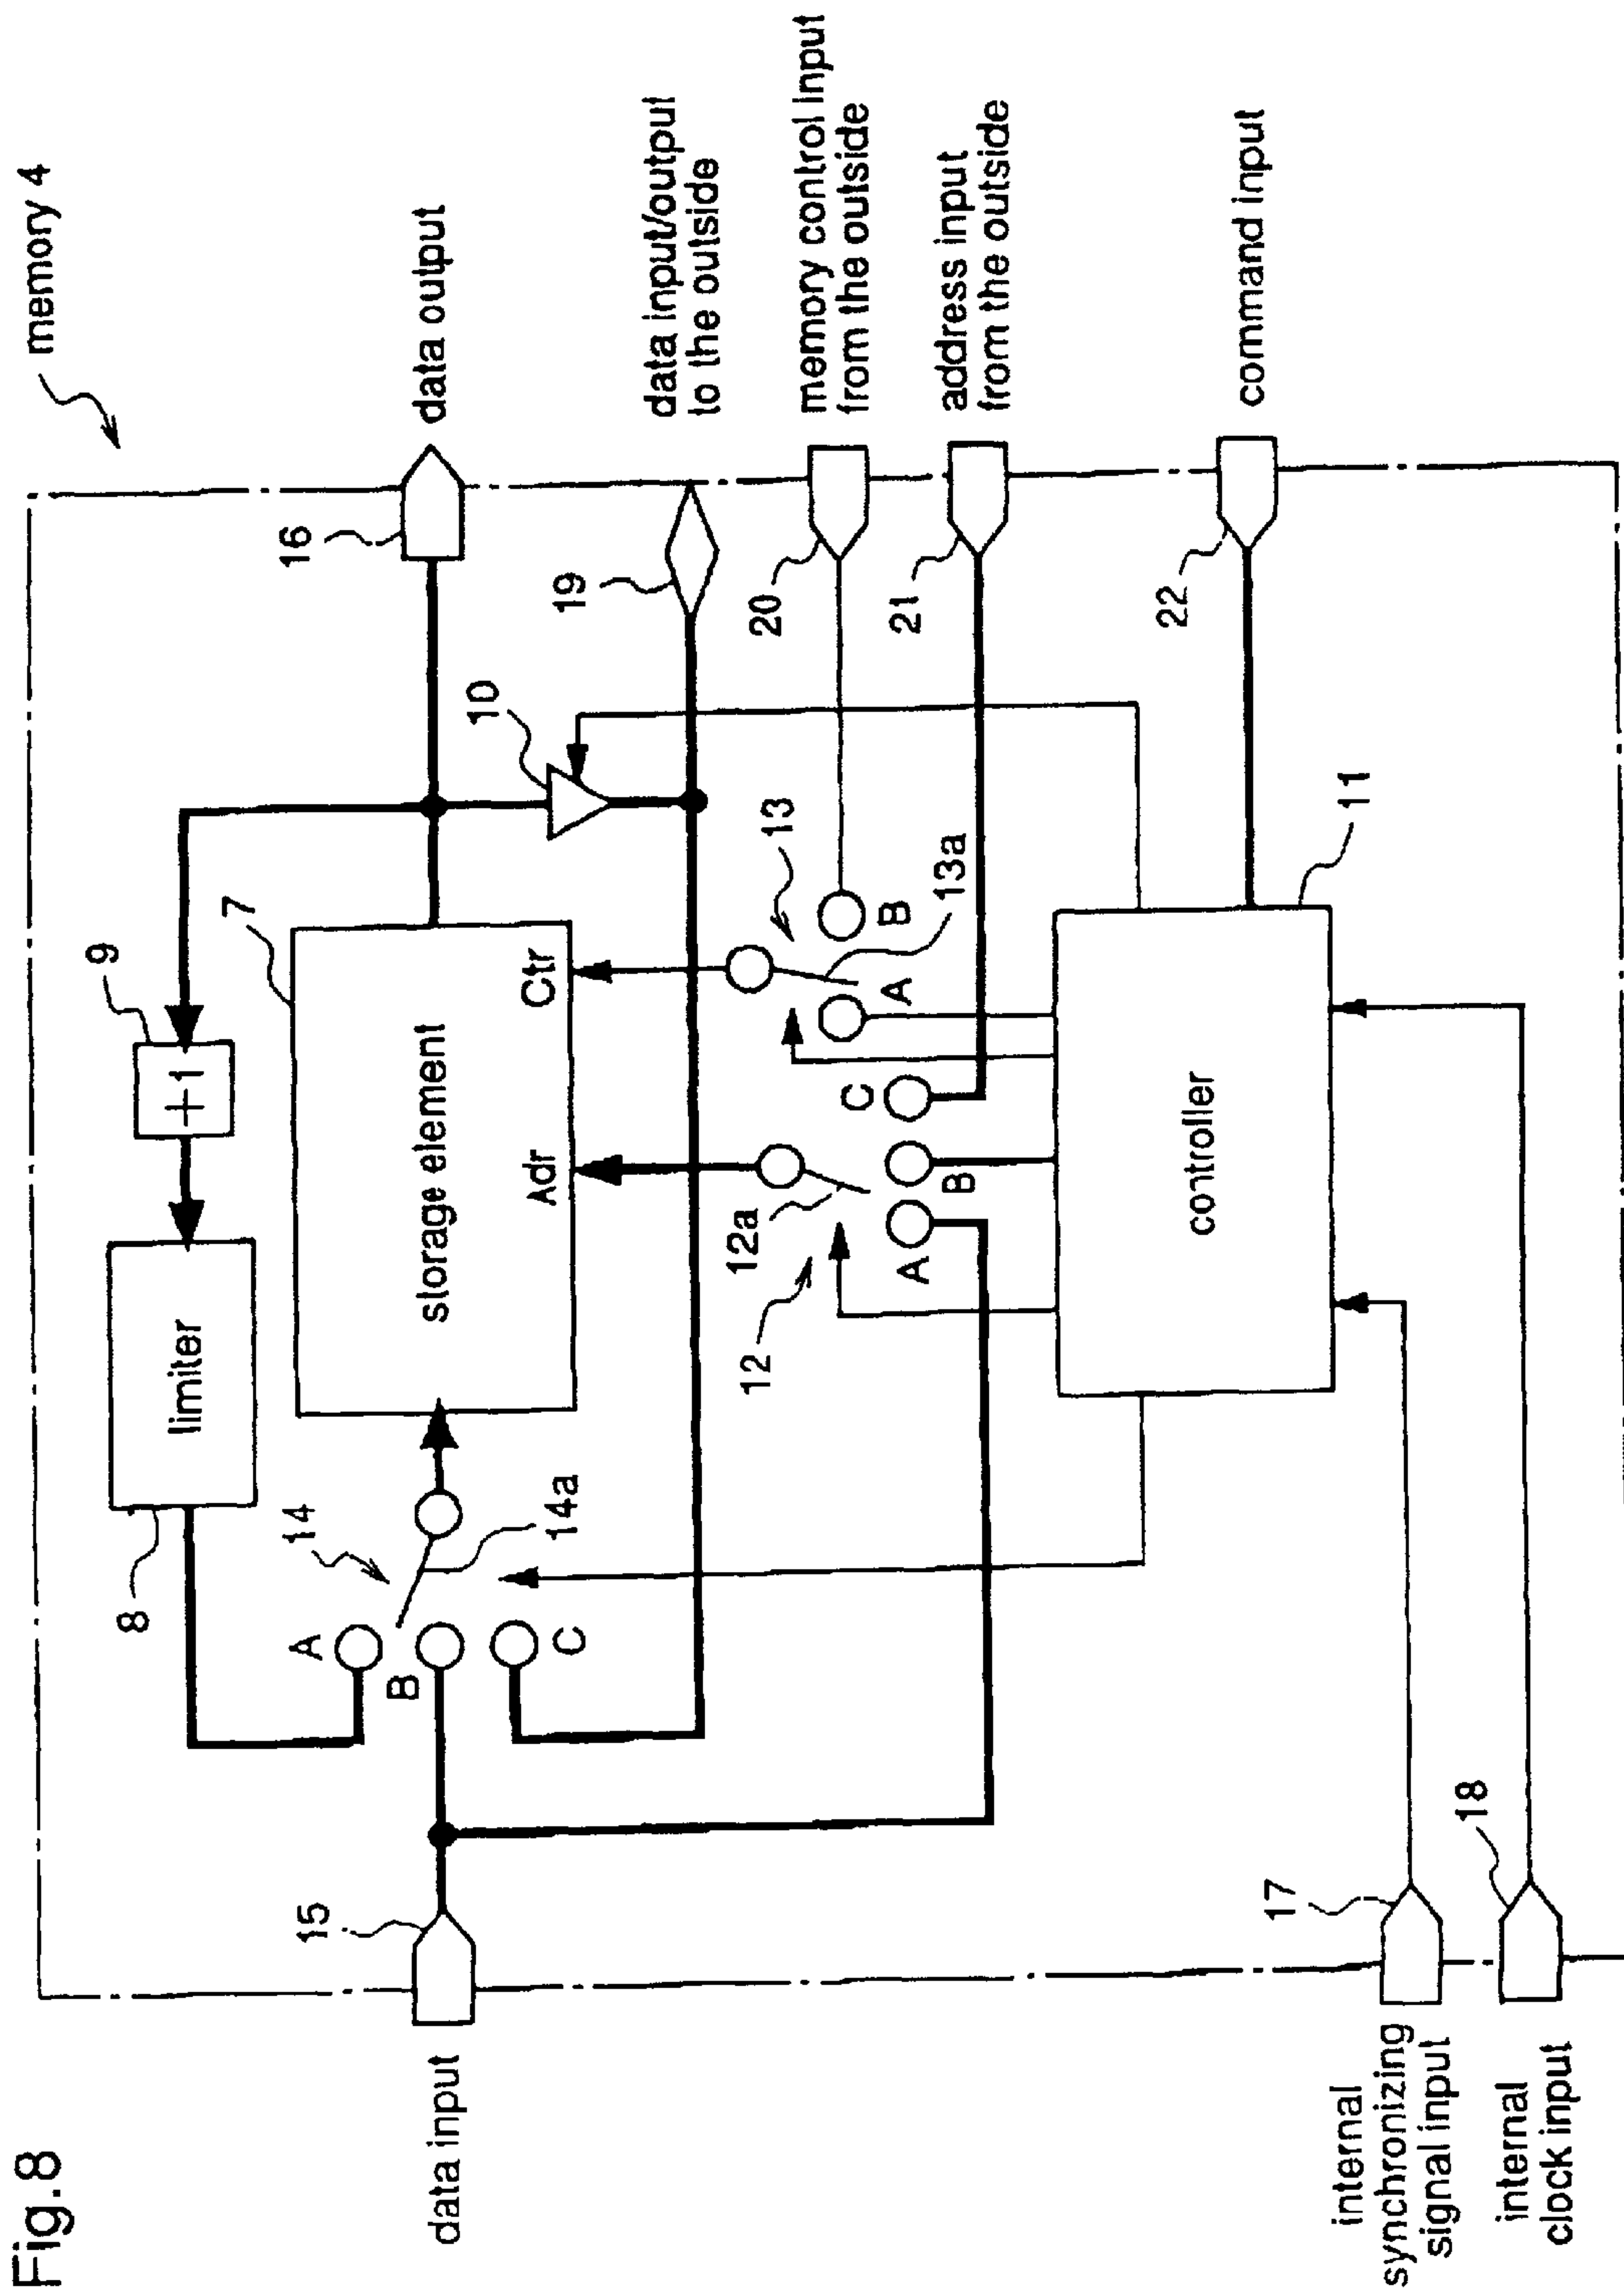 Fig.8
memory 4
8
limiter
9
+1
7
storage element
Adr
Ctr
14
14a
A
B
C
15
data input
16
data output
10
19
data input/output
to the outside
12
12a
A
B
C
13
13a
A
B
20
memory control input
from the outside
21
address input
from the outside
controller
11
22
command input
17
internal
synchronizing
signal input
18
internal
clock input